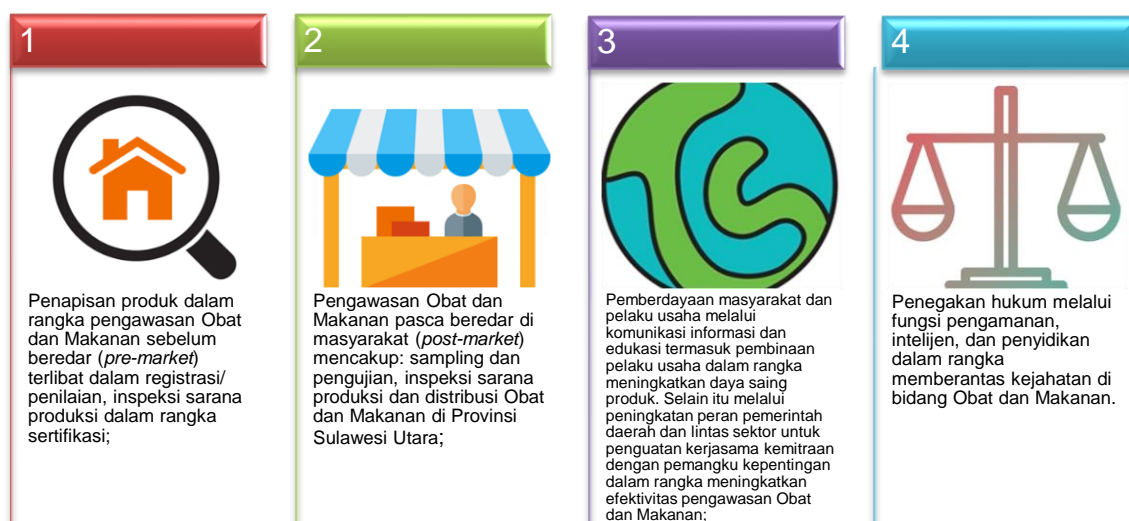 1
Penapisan produk dalam
rangka pengawasan Obat
dan Makanan sebelum
beredar (pre-market)
terlibat dalam registrasi/
penilaian, inspeksi sarana
produksi dalam rangka
sertifikasi;
2
Pengawasan Obat dan
Makanan pasca beredar di
masyarakat (post-market)
mencakup: sampling dan
pengujian, inspeksi sarana
produksi dan distribusi Obat
dan Makanan di Provinsi
Sulawesi Utara;
3
Pemberdayaan masyarakat dan
pelaku usaha melalui
komunikasi informasi dan
edukasi termasuk pembinaan
pelaku usaha dalam rangka
meningkatkan daya saing
produk. Selain itu melalui
peningkatan peran pemerintah
daerah dan lintas sektor untuk
penguatan kerjasama kemitraan
dengan pemangku kepentingan
dalam rangka meningkatkan
efektivitas pengawasan Obat
dan Makanan;
4
Penegakan hukum melalui
fungsi pengamanan,
intelijen, dan penyidikan
dalam rangka
memberantas kejahatan di
bidang Obat dan Makanan.